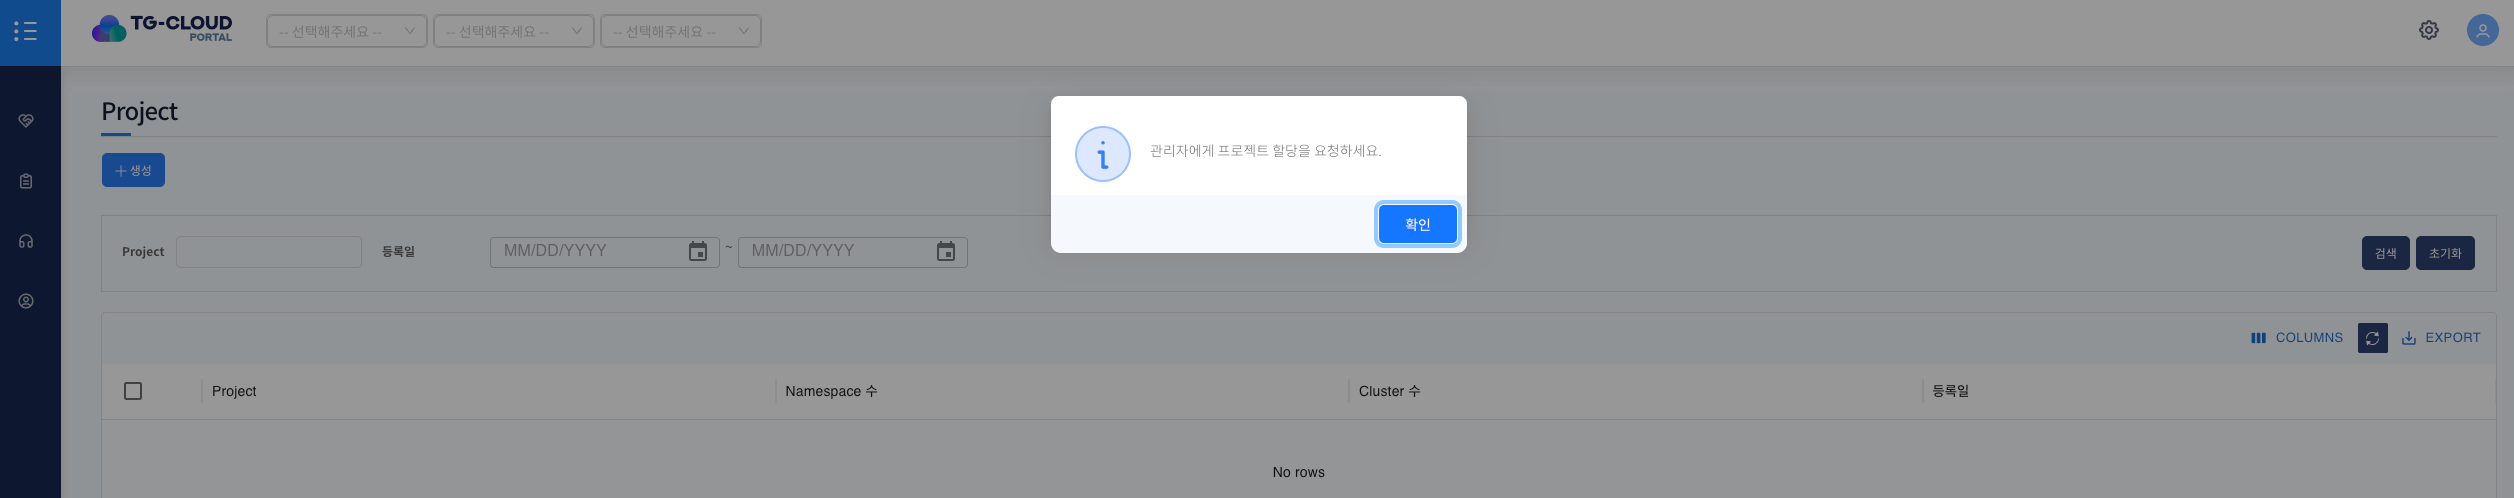 TG-CLOUD
PORTAL
-- 선택해주세요 --
-- 선택해주세요 --
-- 선택해주세요 --
Project
생성
관리자에게 프로젝트 할당을 요청하세요.
확인
Project
등록일
MM/DD/YYYY
~
MM/DD/YYYY
검색
초기화
COLUMNS
EXPORT
Project
Namespace 수
Cluster 수
등록일
No rows